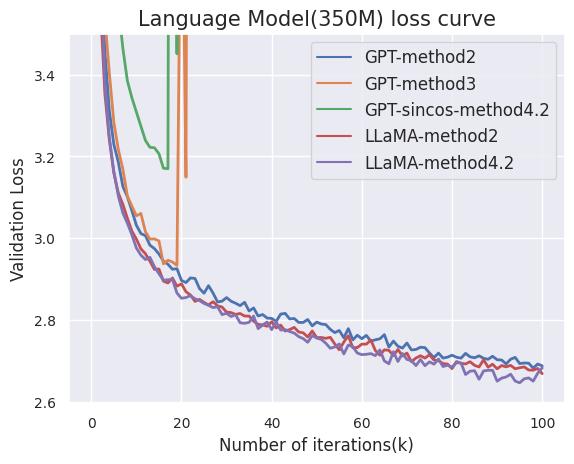 Language Model(350M) loss curve
GPT-method2
GPT-method3
GPT-sincos-method4.2
LLaMA-method2
LLaMA-method4.2
Validation Loss
3.4
3.2
3.0
2.8
2.6
0 20 40 60 80 100
Number of iterations(k)